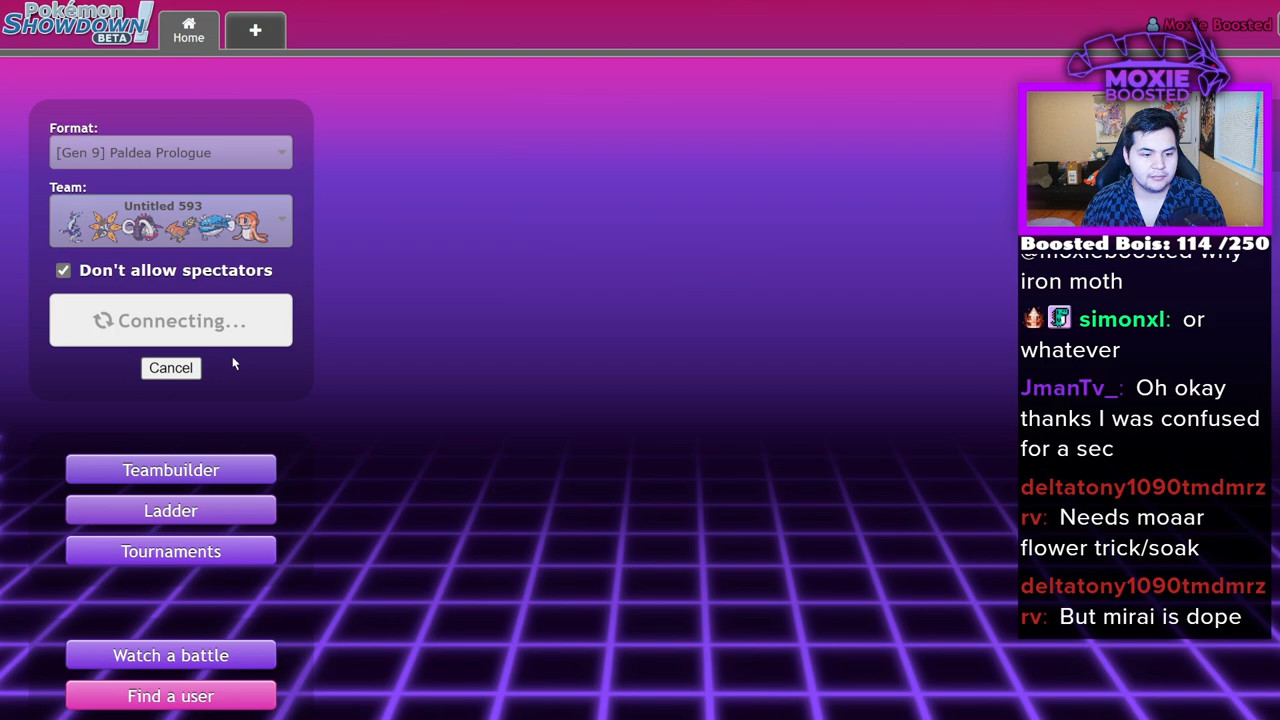 Pokémon
SHOWDOWN!
BETA
Home
+
Moxie Boosted
MOXIE
BOOSTED
Format:
[Gen 9] Paldea Prologue
Team:
Untitled 593
Don't allow spectators
Connecting...
Cancel
Teambuilder
Ladder
Tournaments
Watch a battle
Find a user
Boosted Bois: 114 /250
@moxieboosted why
iron moth
simonxl: or
whatever
JmanTv_: Oh okay
thanks I was confused
for a sec
deltatony1090tmdmrz
rv: Needs moaar
flower trick/soak
deltatony1090tmdmrz
rv: But mirai is dope